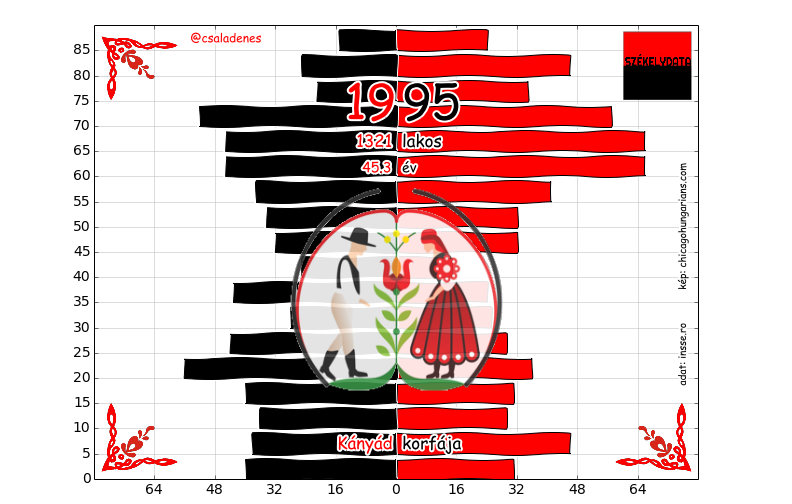 @csaladenes
SZÉKELYDATA
1995
1321 lakos
45.3 év
kép: chicagohungarians.com
adat: insse.ro
Kányád korfája
85
80
75
70
65
60
55
50
45
40
35
30
25
20
15
10
5
0
64 48 32 16 0 16 32 48 64